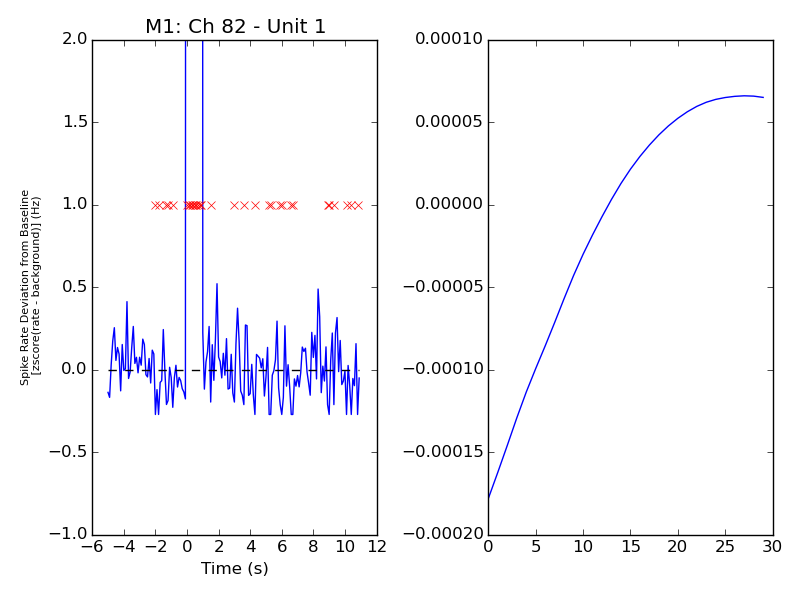 M1: Ch 82 - Unit 1
2.0
1.5
1.0
0.5
0.0
−0.5
−1.0
Spike Rate Deviation from Baseline
[zscore(rate - background)] (Hz)
−6 −4 −2 0 2 4 6 8 10 12
Time (s)
0.00010
0.00005
0.00000
−0.00005
−0.00010
−0.00015
−0.00020
0 5 10 15 20 25 30